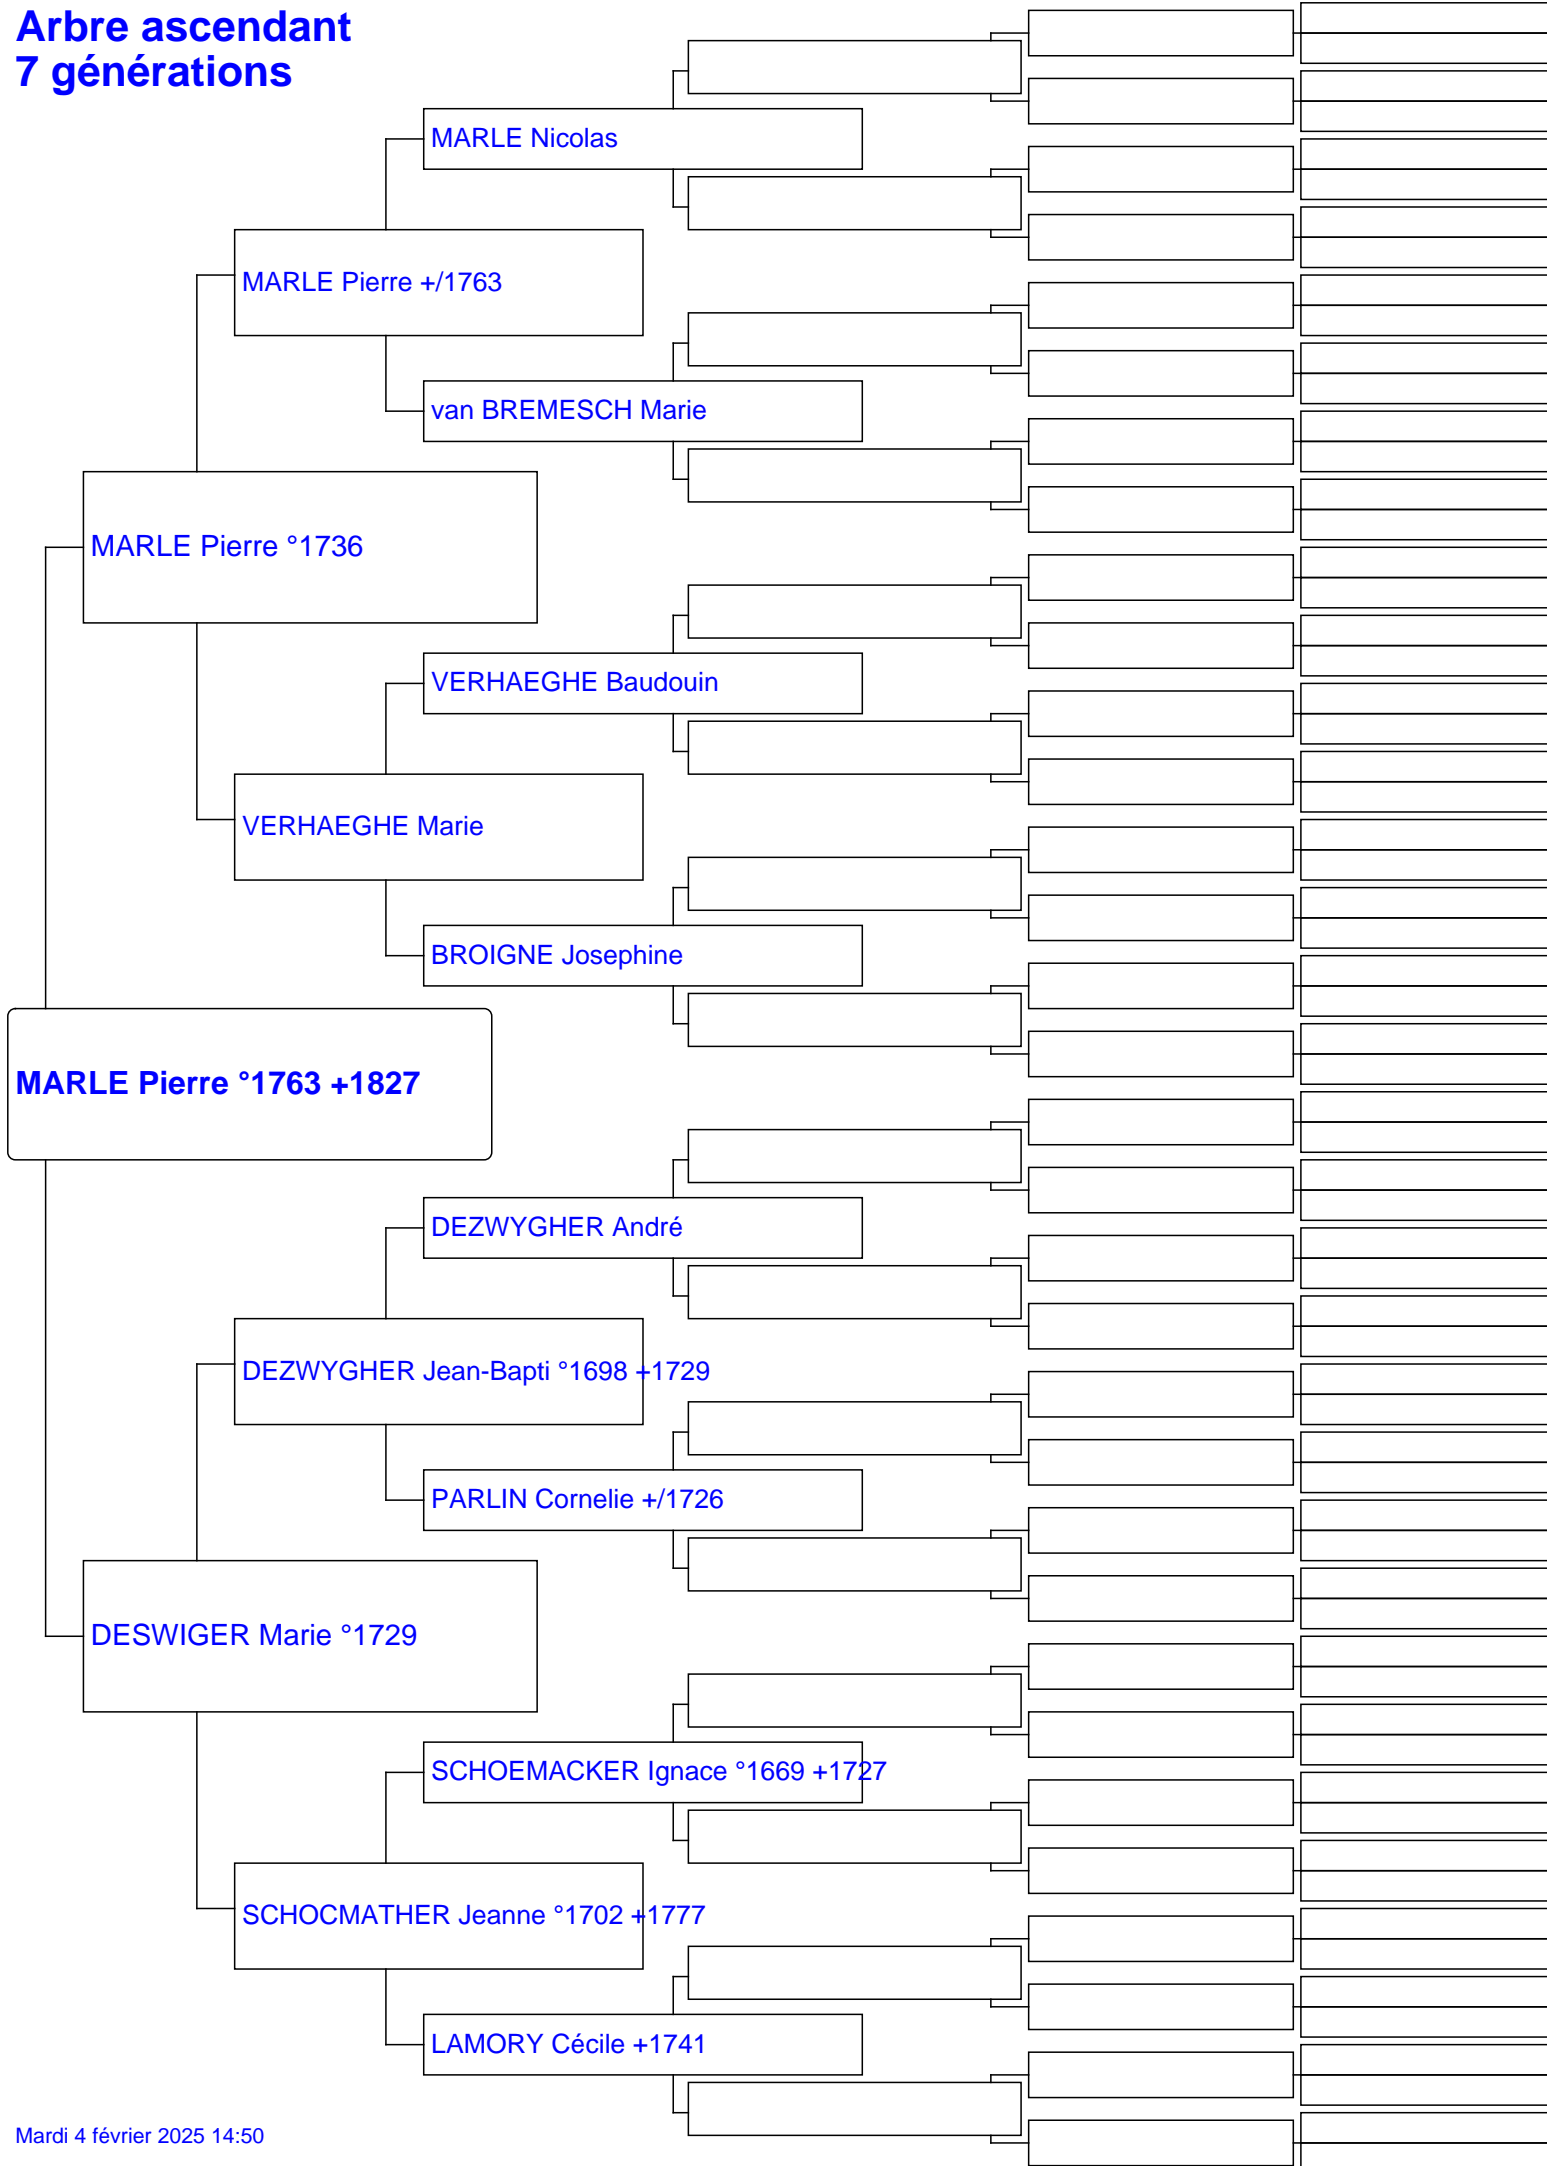 Arbre ascendant
7 générations
MARLE Nicolas
MARLE Pierre +/1763
van BREMESCH Marie
MARLE Pierre °1736
VERHAEGHE Baudouin
VERHAEGHE Marie
BROIGNE Josephine
MARLE Pierre °1763 +1827
DEZWYGHER André
DEZWYGHER Jean-Bapti °1698 +1729
PARLIN Cornelie +/1726
DESWIGER Marie °1729
SCHOEMACKER Ignace °1669 +1727
SCHOCMATHER Jeanne °1702 +1777
LAMORY Cécile +1741
Mardi 4 février 2025 14:50